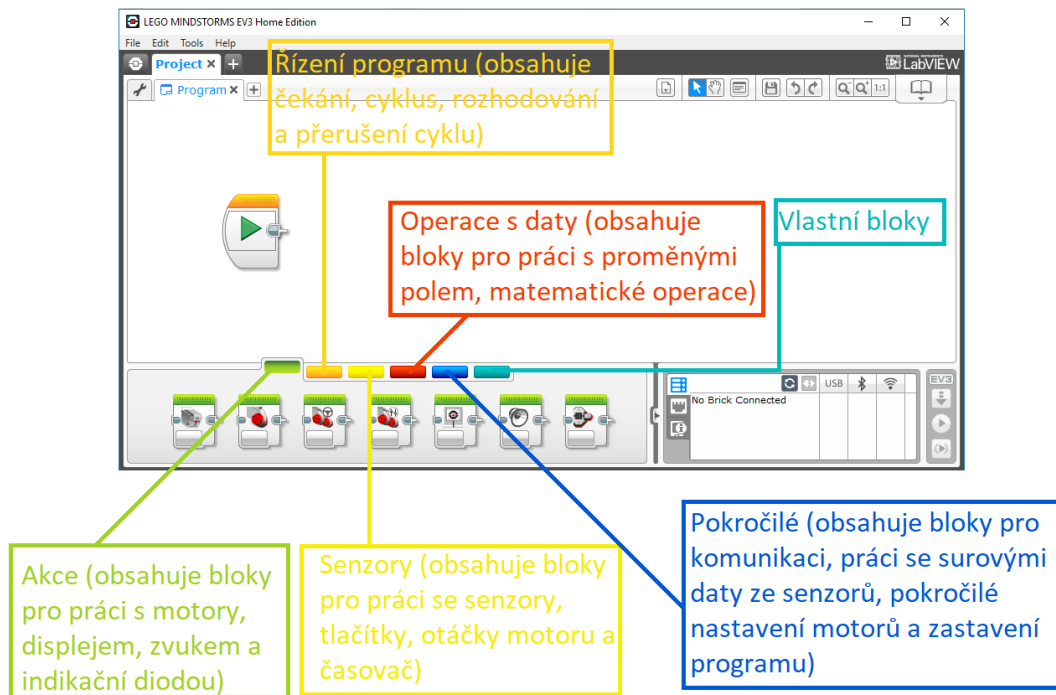 LEGO MINDSTORMS EV3 Home Edition
File Edit Tools Help
Project
LabVIEW
Program
1:1
Řízení programu (obsahuje
čekání, cyklus, rozhodování
a přerušení cyklu)
Operace s daty (obsahuje
bloky pro práci s proměnými
polem, matematické operace)
Vlastní bloky
USB
EV3
No Brick Connected
Akce (obsahuje bloky
pro práci s motory,
displejem, zvukem a
indikační diodou)
Senzory (obsahuje bloky
pro práci se senzory,
tlačítky, otáčky motoru a
časovač)
Pokročilé (obsahuje bloky pro
komunikaci, práci se surovými
daty ze senzorů, pokročilé
nastavení motorů a zastavení
programu)